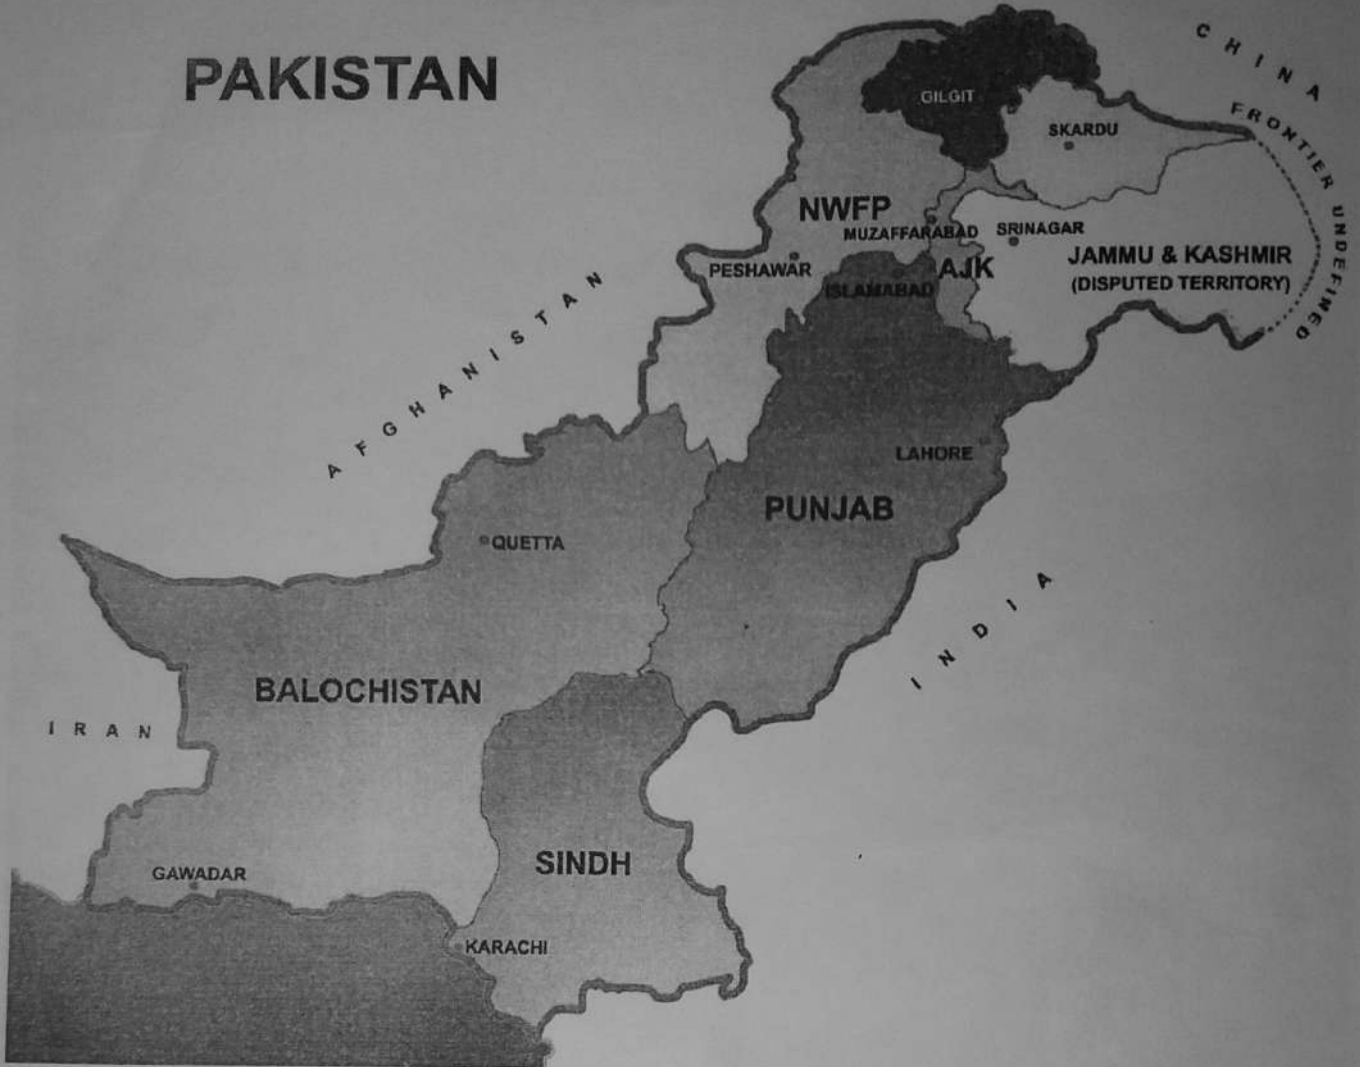 PAKISTAN
CHINA
FRONTIER UNDEFINED
GILGIT
SKARDU
NWFP
MUZAFFARABAD
SRINAGAR
JAMMU & KASHMIR
(DISPUTED TERRITORY)
PESHAWAR
AJK
ISLAMABAD
AFGHANISTAN
LAHORE
PUNJAB
QUETTA
INDIA
BALOCHISTAN
IRAN
SINDH
GAWADAR
KARACHI